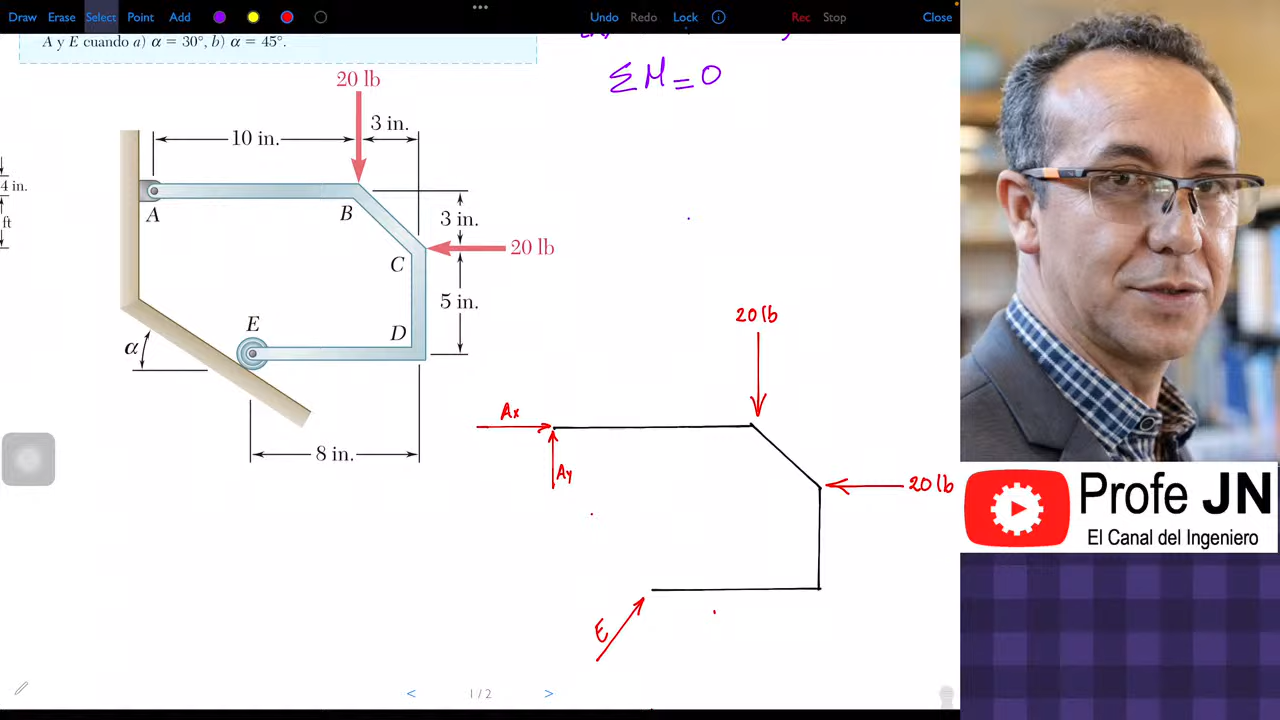 Draw Erase Select Point Add Undo Redo Lock Rec Stop Close
A y E cuando a) α = 30°, b) α = 45°.
ΣM=0
20 lb
3 in.
10 in.
4 in.
A
B
3 in.
ft
20 lb
C
5 in.
E
D
α
8 in.
20 lb
Ax
Ay
20 lb
E
1/2
Profe JN
El Canal del Ingeniero